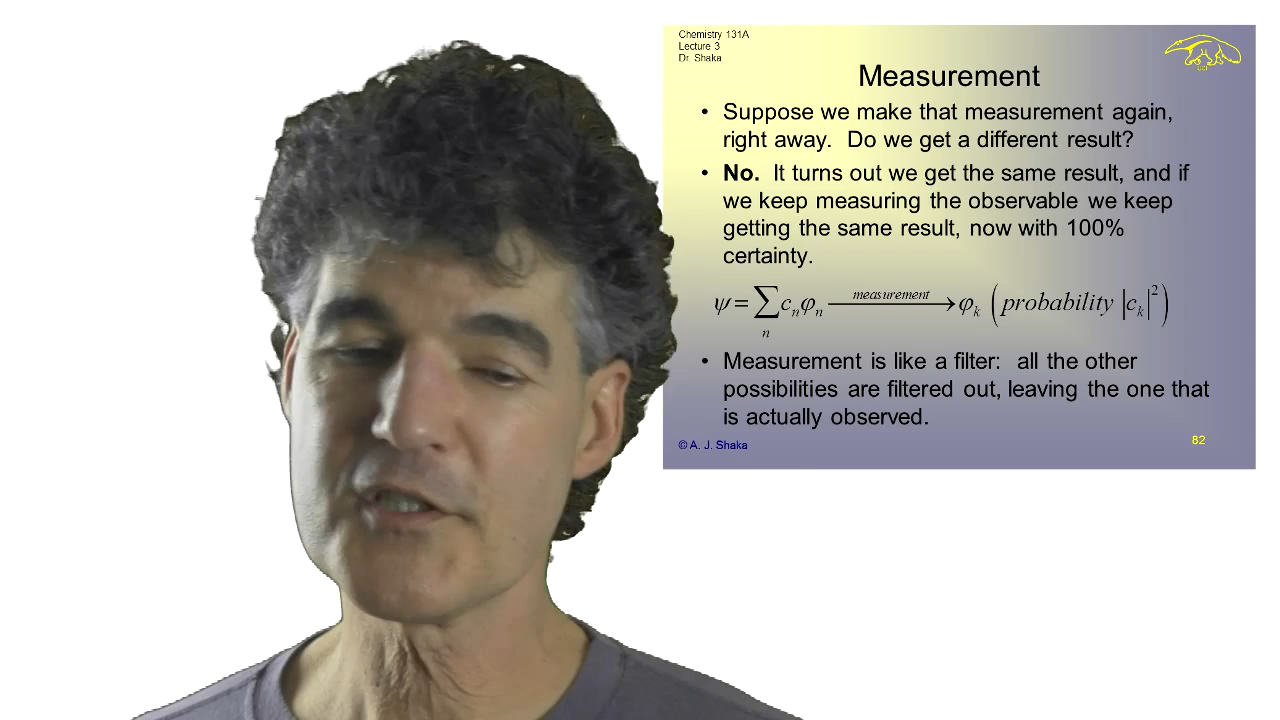 Chemistry 131A
Lecture 3
Dr. Shaka
UCI
Measurement
• Suppose we make that measurement again,
right away. Do we get a different result?
• No. It turns out we get the same result, and if
we keep measuring the observable we keep
getting the same result, now with 100%
certainty.
ψ = ∑ₙ cₙφₙ —measurement→ φₖ (probability |cₖ|²)
• Measurement is like a filter: all the other
possibilities are filtered out, leaving the one that
is actually observed.
© A. J. Shaka
82